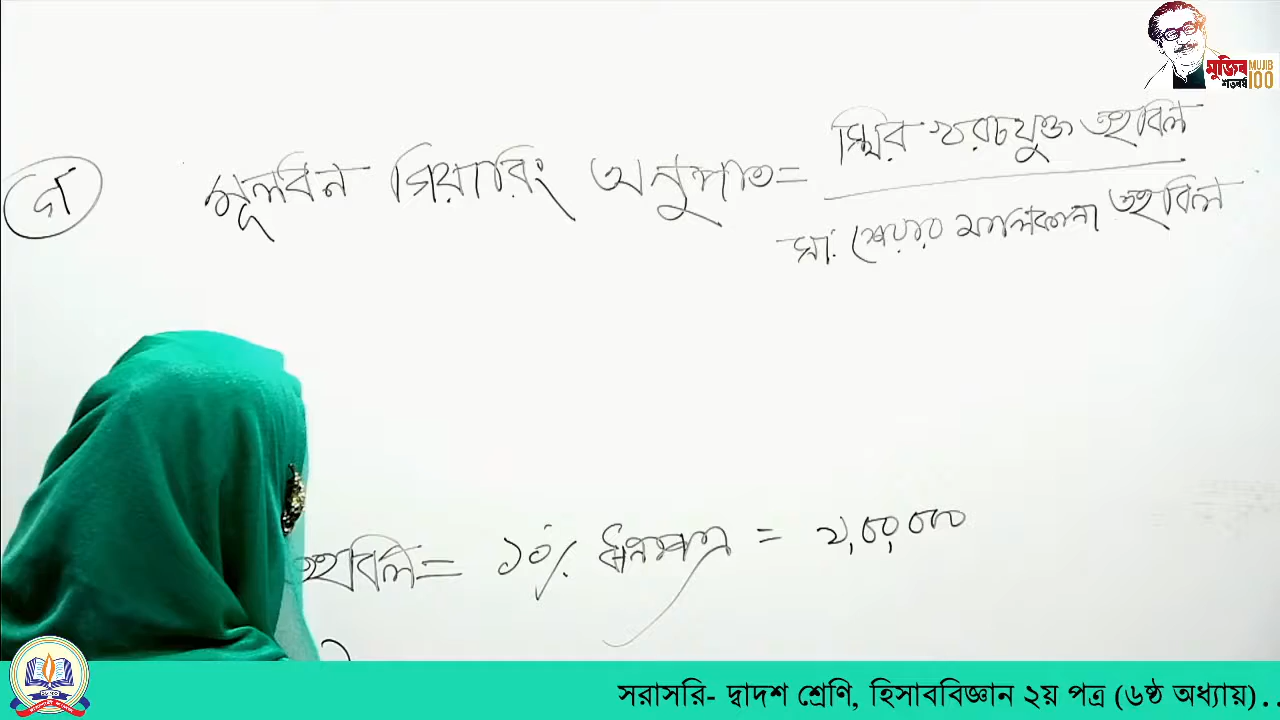 মুজিব MUJIB
শতবর্ষ 100
গ মূলধন গিয়ারিং অনুপাত = স্থির খরচযুক্ত তহবিল
সা: শেয়ার মালিকানা তহবিল
তহবিল = ১০% ঋণপত্র = ২,০০,০০০
সরাসরি- দ্বাদশ শ্রেণি, হিসাববিজ্ঞান ২য় পত্র (৬ষ্ঠ অধ্যায়)..